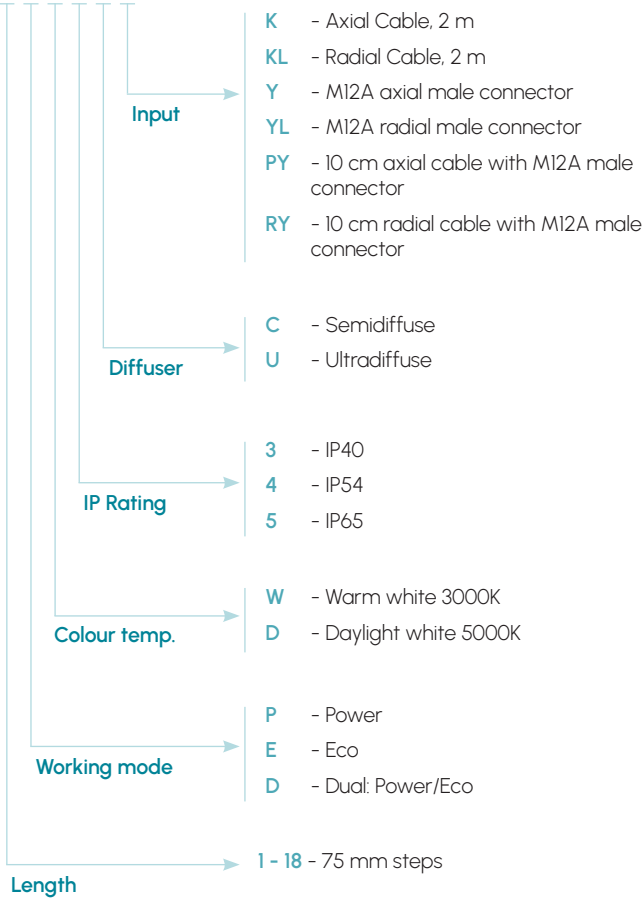 K - Axial Cable, 2 m
KL - Radial Cable, 2 m
Y - M12A axial male connector
Input
YL - M12A radial male connector
PY - 10 cm axial cable with M12A male
connector
RY - 10 cm radial cable with M12A male
connector
C - Semidiffuse
U - Ultradiffuse
Diffuser
3 - IP40
4 - IP54
IP Rating
5 - IP65
W - Warm white 3000K
Colour temp.
D - Daylight white 5000K
P - Power
E - Eco
Working mode
D - Dual: Power/Eco
1 - 18 - 75 mm steps
Length